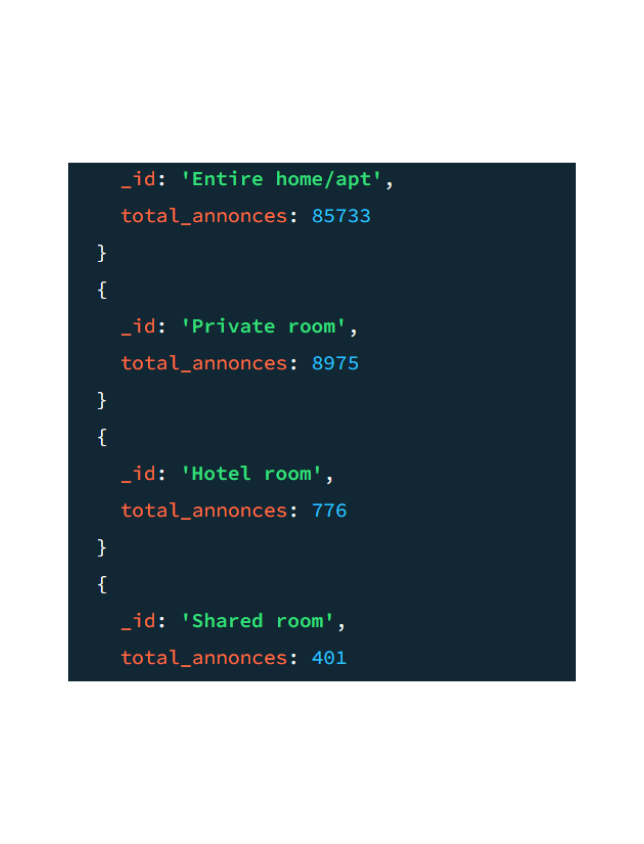 _id: 'Entire home/apt',
total_annonces: 85733
}
{
_id: 'Private room',
total_annonces: 8975
}
{
_id: 'Hotel room',
total_annonces: 776
}
{
_id: 'Shared room',
total_annonces: 401